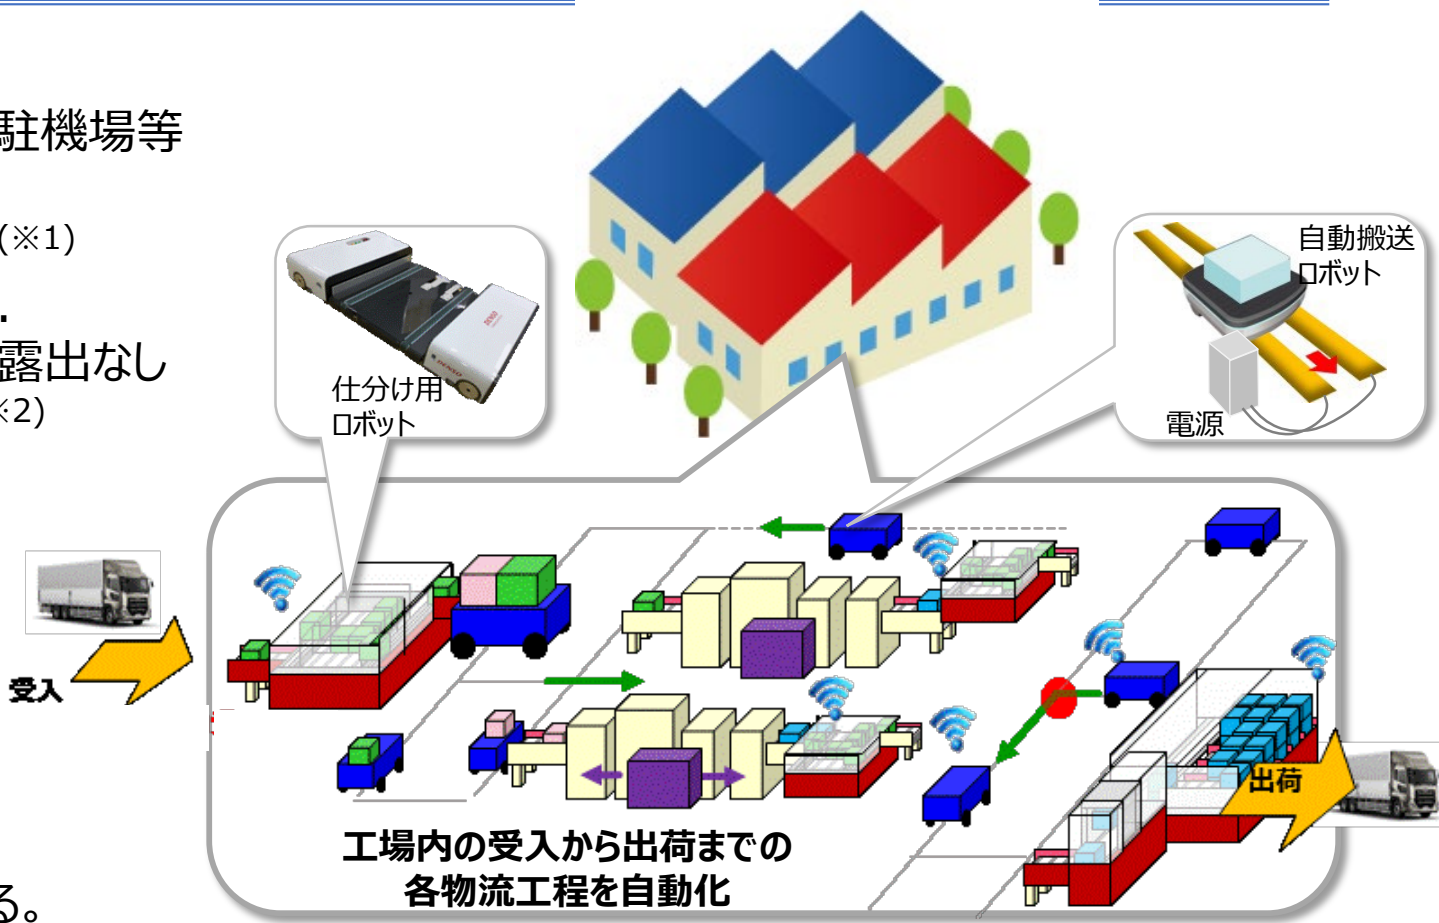 駐機場等
(※1)
.
露出なし
※2)
る。
仕分け用
ロボット
DENSO
DENSO
自動搬送
ロボット
電源
受入
出荷
工場内の受入から出荷までの
各物流工程を自動化